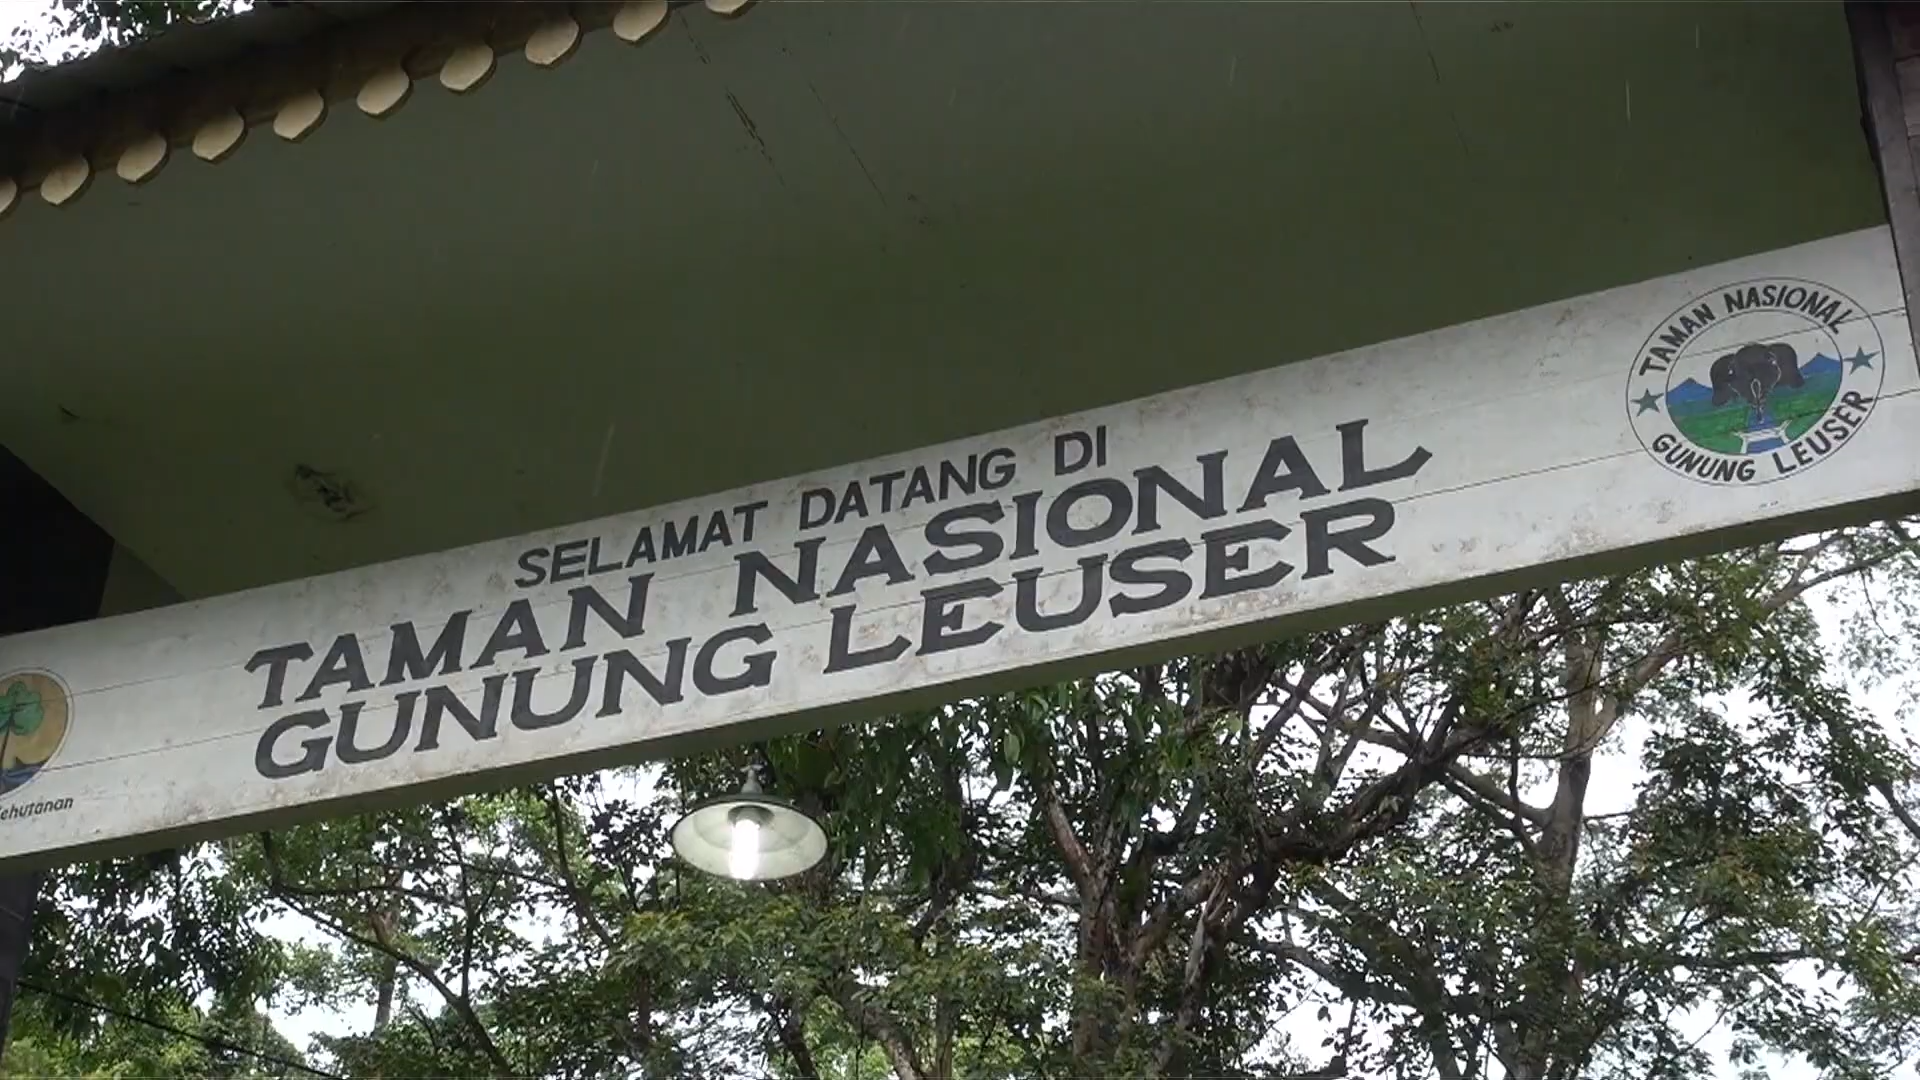 SELAMAT DATANG DI
TAMAN NASIONAL
GUNUNG LEUSER
TAMAN NASIONAL
GUNUNG LEUSER
ehutanan